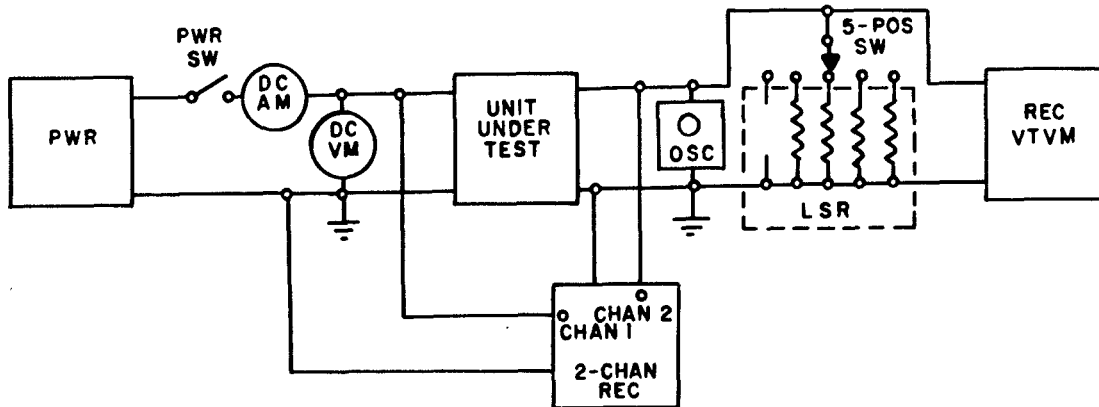 PWR
PWR
SW
DC
AM
DC
VM
UNIT
UNDER
TEST
OSC
5-POS
SW
LSR
REC
VTVM
CHAN 2
CHAN 1
2-CHAN
REC